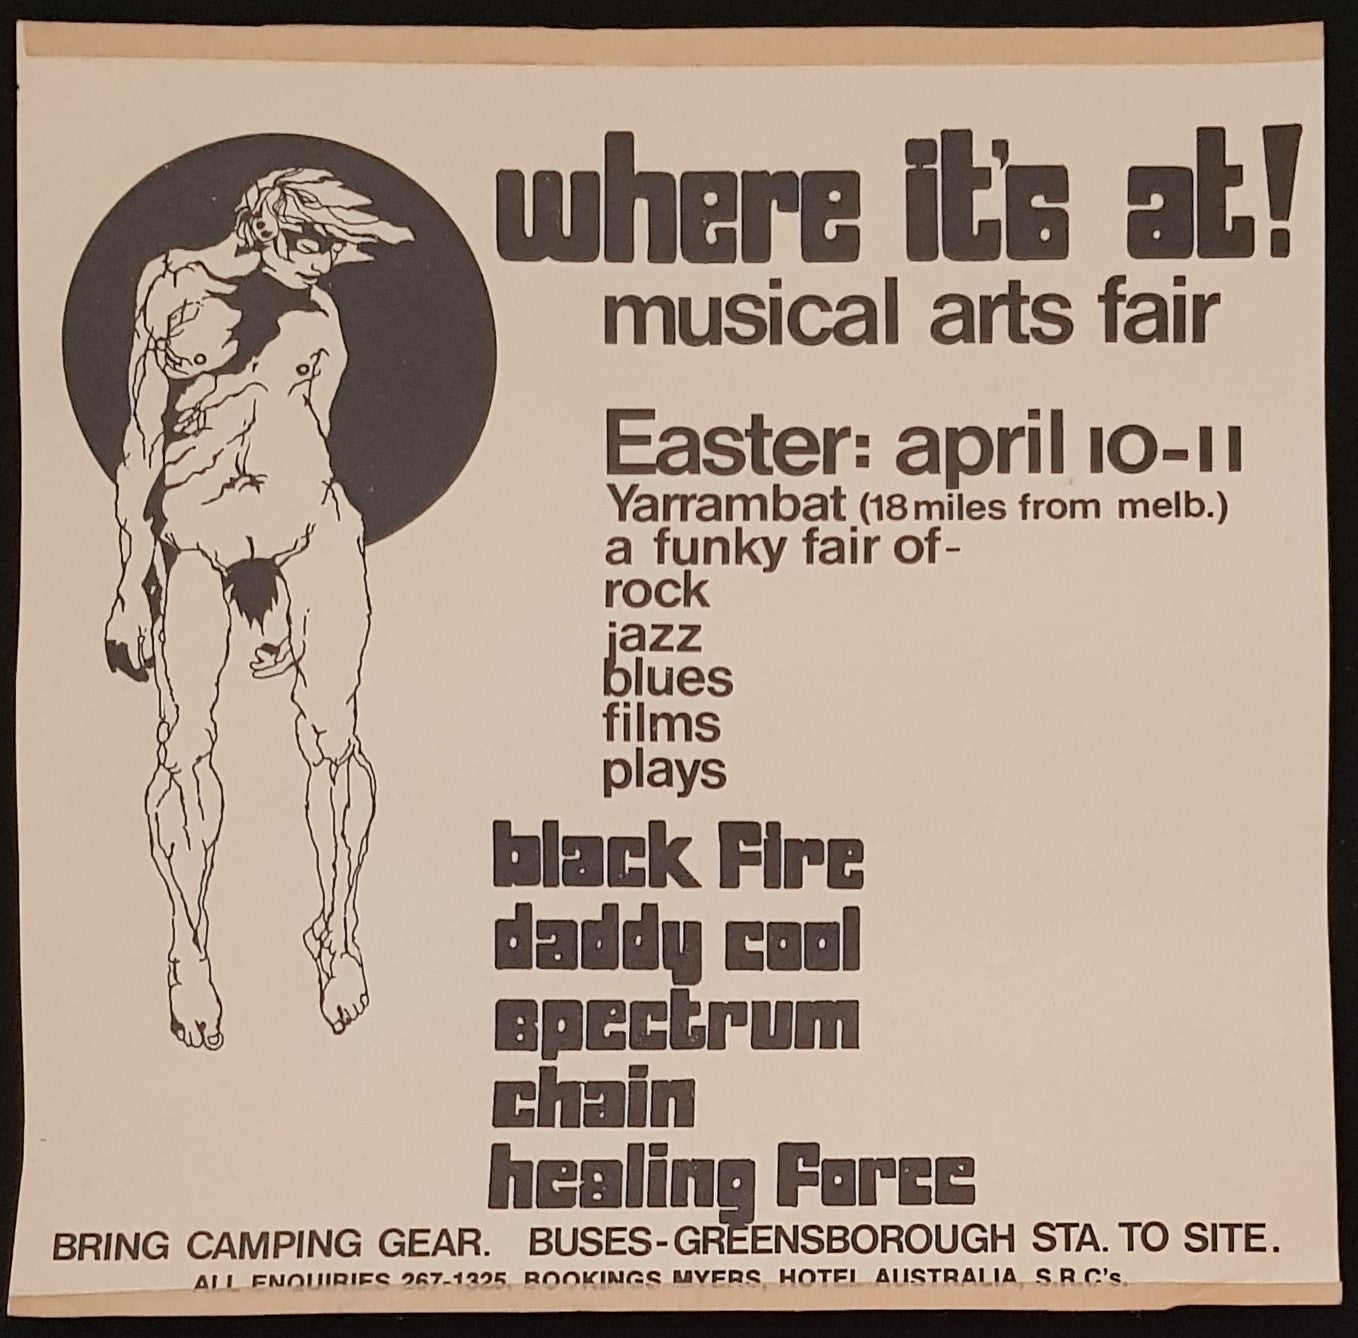 where it's at!
musical arts fair
Easter: april 10-11
Yarrambat (18 miles from melb.)
a funky fair of-
rock
jazz
blues
films
plays
black Fire
daddy cool
spectrum
chain
healing Force
BRING CAMPING GEAR. BUSES-GREENSBOROUGH STA. TO SITE.
ALL ENQUIRIES 267-1325. BOOKINGS MYERS, HOTEL AUSTRALIA, S.R.C's.